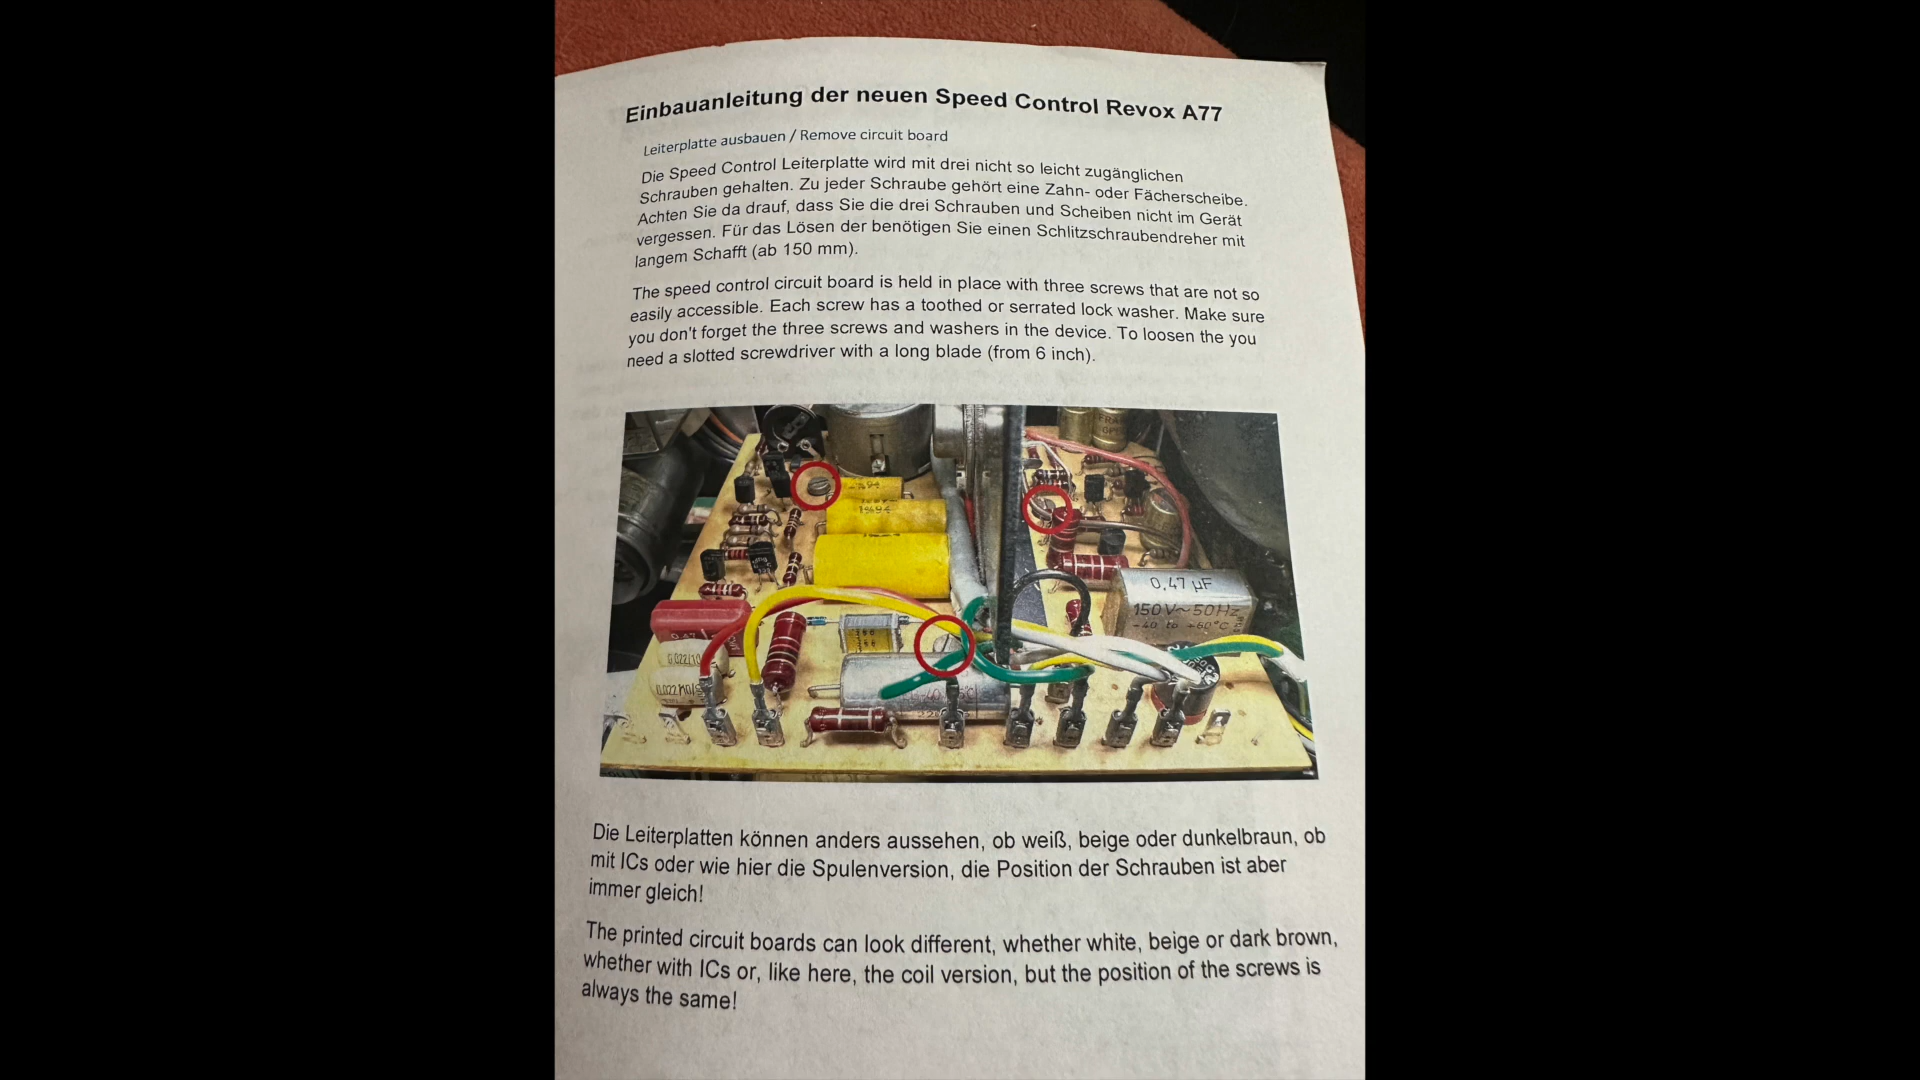 Einbauanleitung der neuen Speed Control Revox A77
Leiterplatte ausbauen / Remove circuit board
Die Speed Control Leiterplatte wird mit drei nicht so leicht zugänglichen
Schrauben gehalten. Zu jeder Schraube gehört eine Zahn- oder Fächerscheibe.
Achten Sie da drauf, dass Sie die drei Schrauben und Scheiben nicht im Gerät
vergessen. Für das Lösen der benötigen Sie einen Schlitzschraubendreher mit
langem Schafft (ab 150 mm).
The speed control circuit board is held in place with three screws that are not so
easily accessible. Each screw has a toothed or serrated lock washer. Make sure
you don't forget the three screws and washers in the device. To loosen the you
need a slotted screwdriver with a long blade (from 6 inch).
0,47 µF
150V~50Hz
-40 to +60°C
0.47
0.022/10
Die Leiterplatten können anders aussehen, ob weiß, beige oder dunkelbraun, ob
mit ICs oder wie hier die Spulenversion, die Position der Schrauben ist aber
immer gleich!
The printed circuit boards can look different, whether white, beige or dark brown,
whether with ICs or, like here, the coil version, but the position of the screws is
always the same!